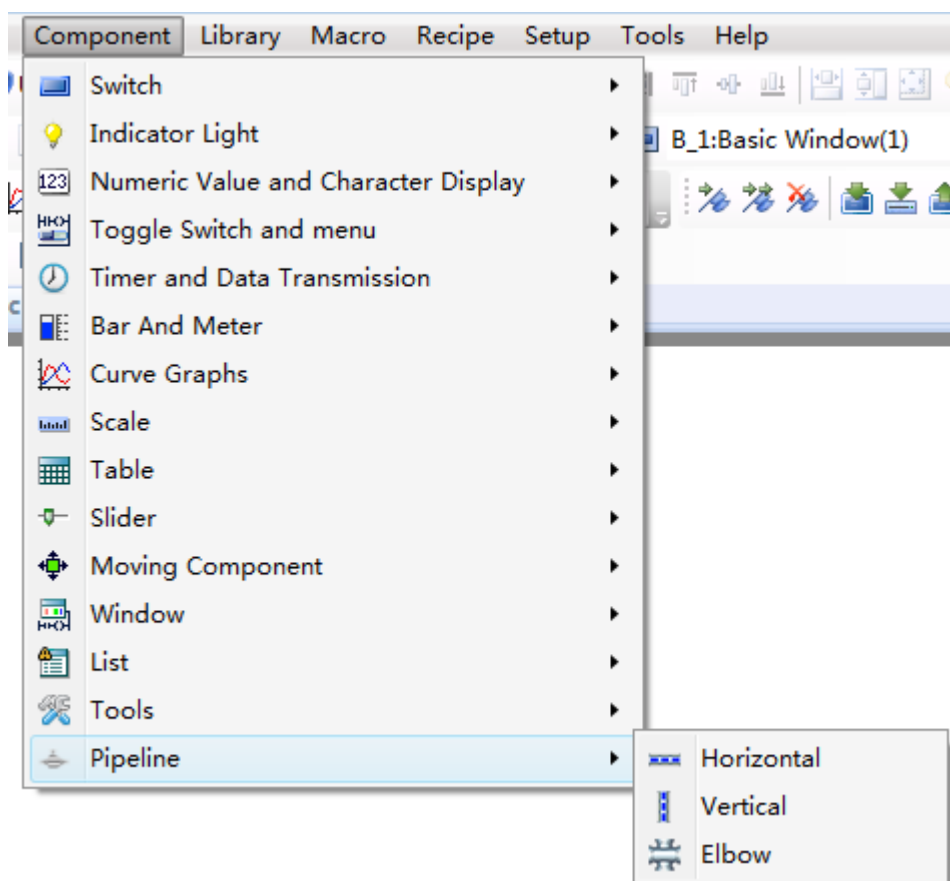 Component Library Macro Recipe Setup Tools Help
Switch
Indicator Light
B_1:Basic Window(1)
123 Numeric Value and Character Display
Toggle Switch and menu
Timer and Data Transmission
Bar And Meter
Curve Graphs
Scale
Table
Slider
Moving Component
Window
List
Tools
Pipeline
Horizontal
Vertical
Elbow